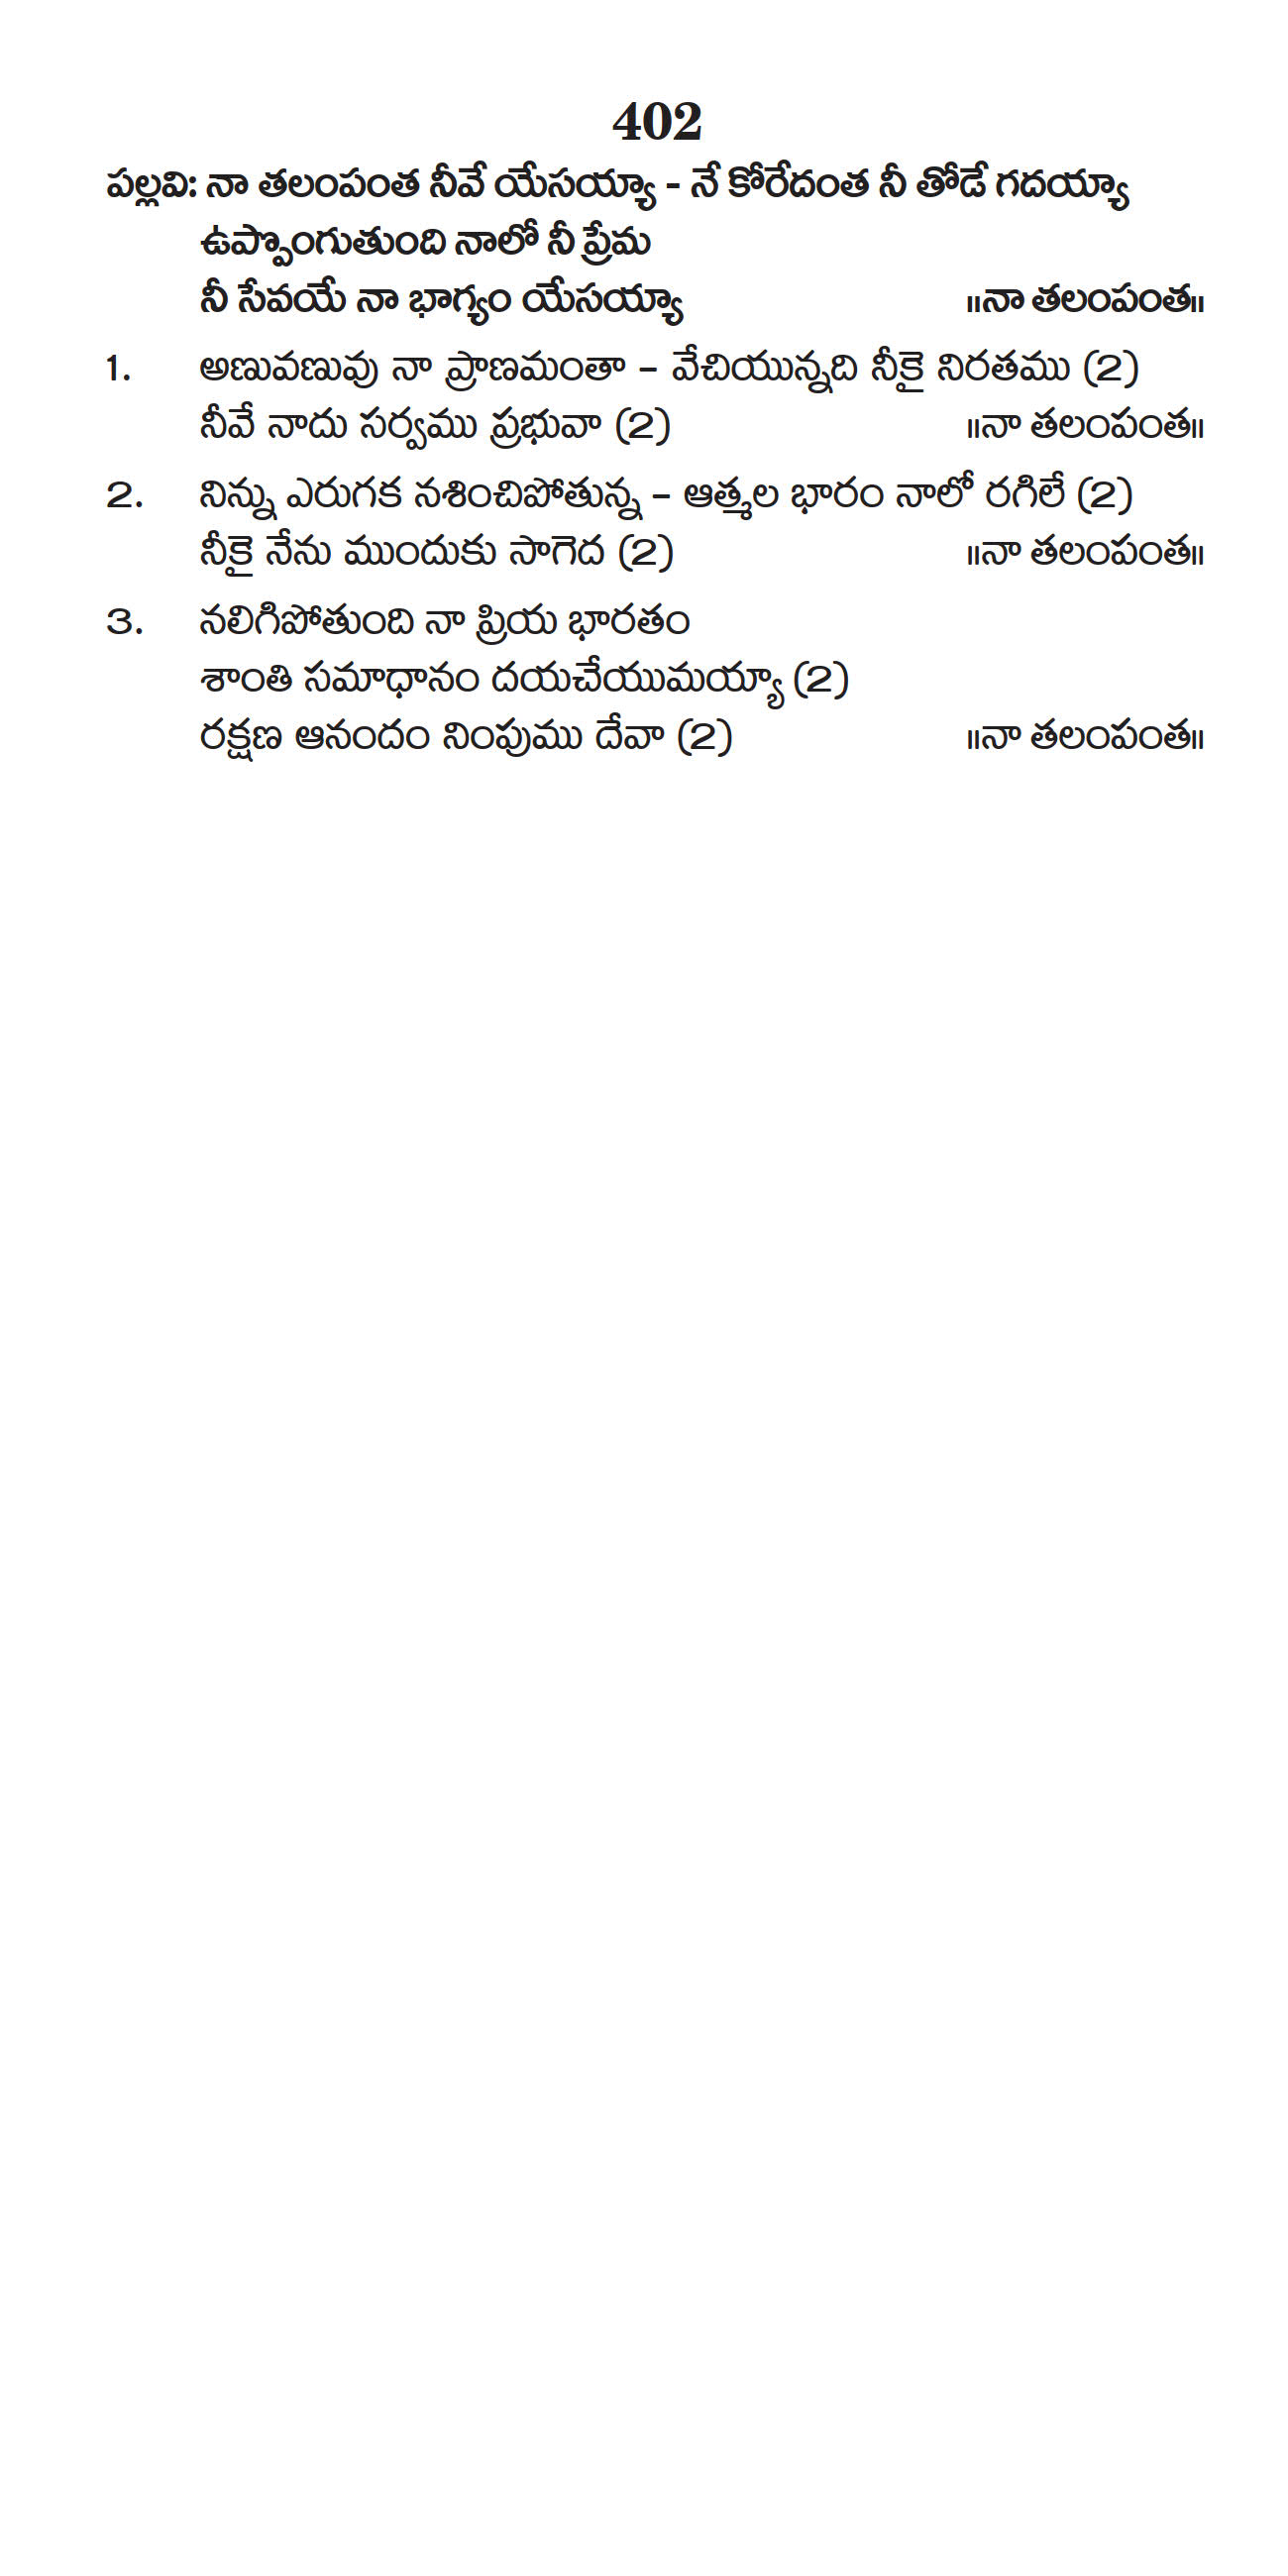 402
పల్లవి: నా తలంపంత నీవే యేసయ్యా - నే కోరేదంత నీ తోడే గదయ్యా
ఉప్పొంగుతుంది నాలో నీ ప్రేమ
నీ సేవయే నా భాగ్యం యేసయ్యా ॥నా తలంపంత॥
1. అణువణువు నా ప్రాణమంతా – వేచియున్నది నీకై నిరతము (2)
నీవే నాదు సర్వము ప్రభువా (2) ॥నా తలంపంత॥
2. నిన్ను ఎరుగక నశించిపోతున్న – ఆత్మల భారం నాలో రగిలే (2)
నీకై నేను ముందుకు సాగెద (2) ॥నా తలంపంత॥
3. నలిగిపోతుంది నా ప్రియ భారతం
శాంతి సమాధానం దయచేయుమయ్యా (2)
రక్షణ ఆనందం నింపుము దేవా (2) ॥నా తలంపంత॥